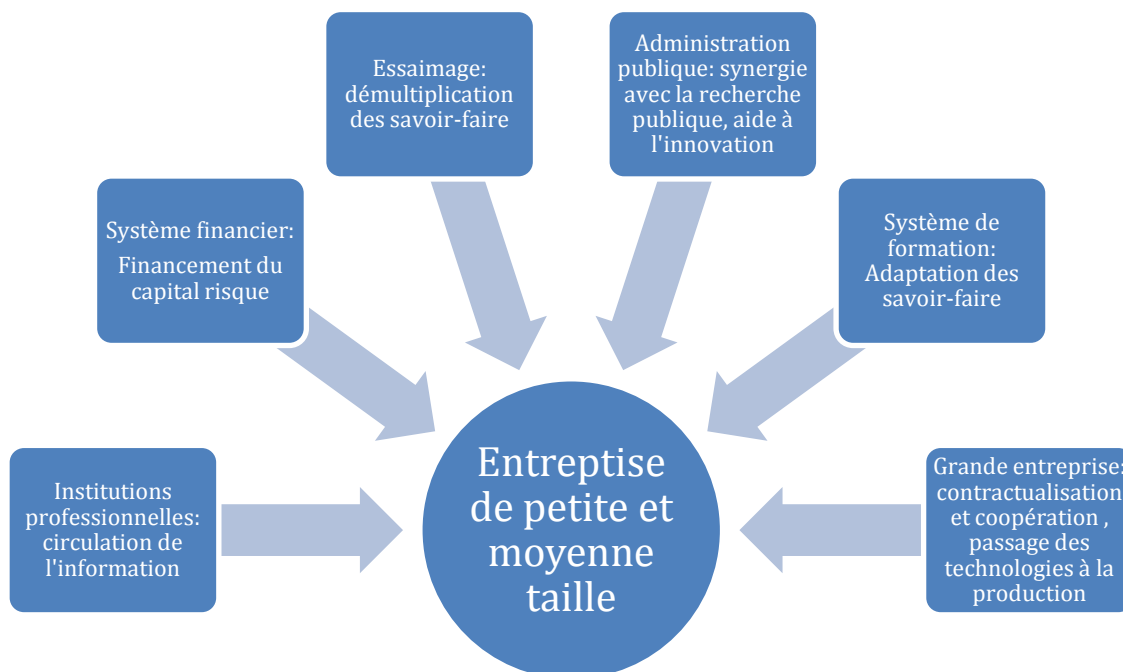 Essaimage:
démultiplication
des savoir-faire
Administration
publique: synergie
avec la recherche
publique, aide à
l'innovation
Système financier:
Financement du
capital risque
Système de
formation:
Adaptation des
savoir-faire
Institutions
professionnelles:
circulation de
l'information
Entreptise
de petite et
moyenne
taille
Grande entreprise:
contractualisation
et coopération ,
passage des
technologies à la
production